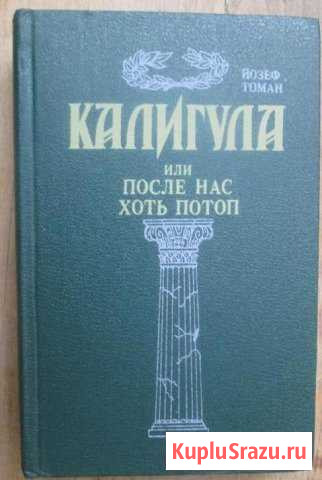 ЙОЗЕФ
ТОМАН
КАЛИГУЛА
ИЛИ
ПОСЛЕ НАС
ХОТЬ ПОТОП
KupluSrazu.ru